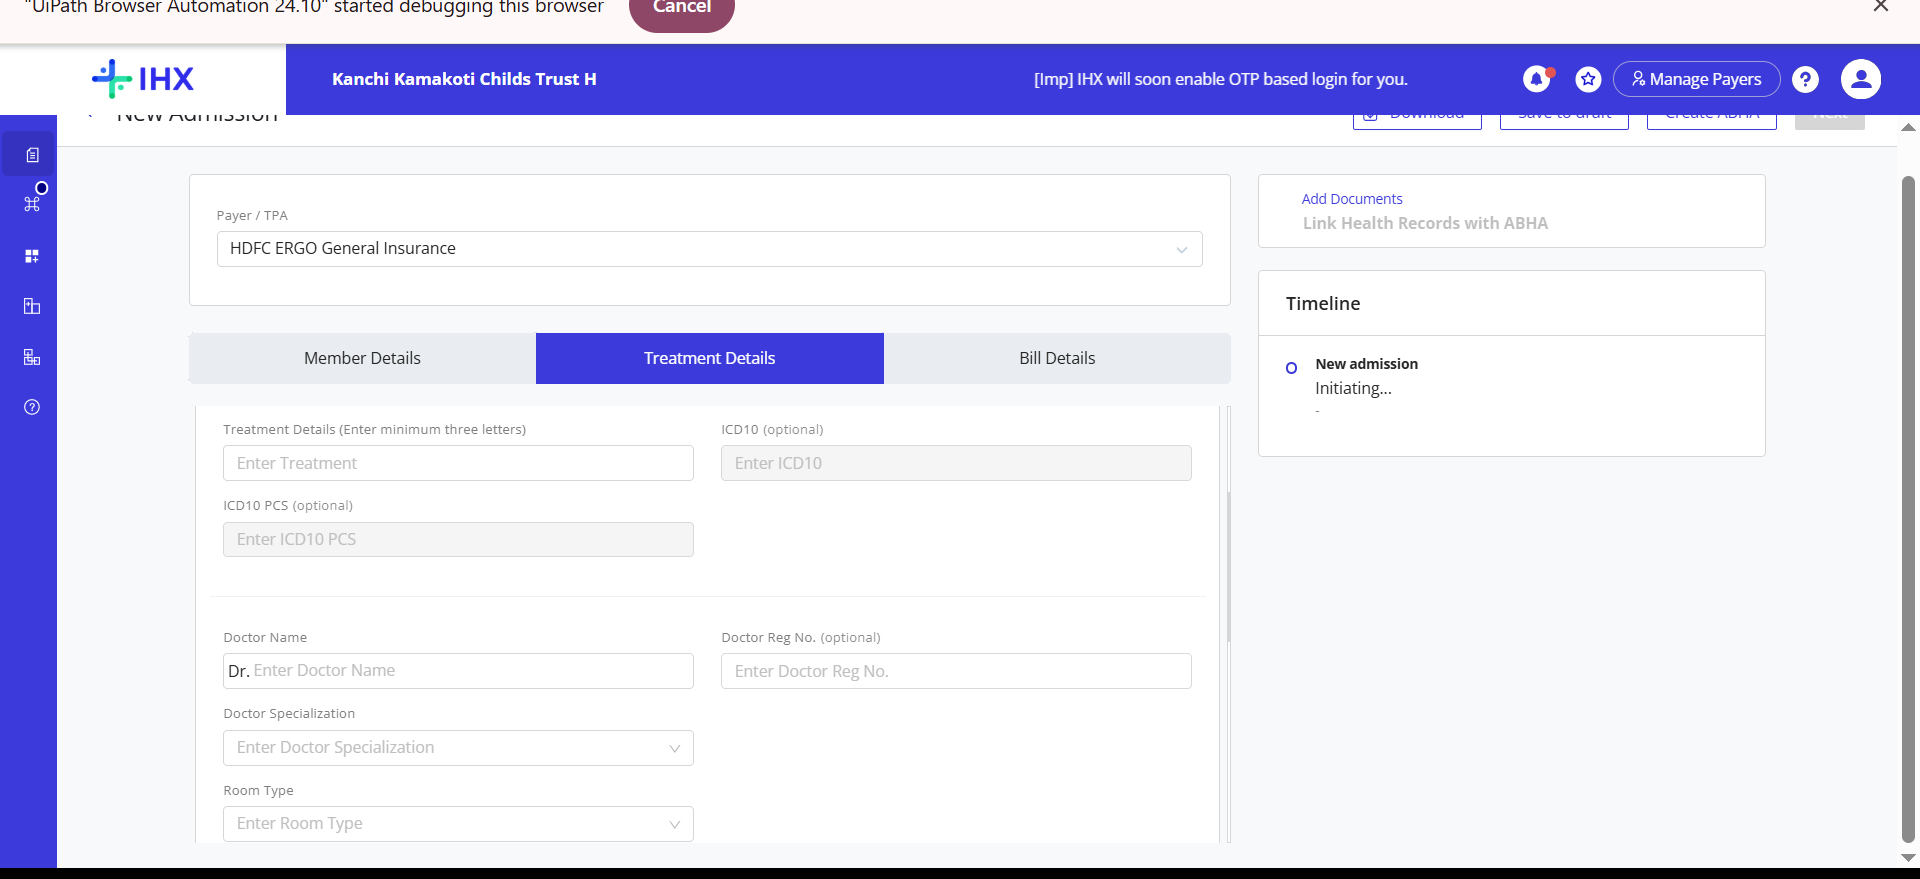 "UiPath Browser Automation 24.10" started debugging this browser
Cancel
IHX
Kanchi Kamakoti Childs Trust H
[Imp] IHX will soon enable OTP based login for you.
Manage Payers
New Admission
Download
Save to draft
Create ABHA
Next
Payer / TPA
HDFC ERGO General Insurance
Add Documents
Link Health Records with ABHA
Timeline
New admission
Initiating...
-
Member Details
Treatment Details
Bill Details
Treatment Details (Enter minimum three letters)
Enter Treatment
ICD10 (optional)
Enter ICD10
ICD10 PCS (optional)
Enter ICD10 PCS
Doctor Name
Dr. Enter Doctor Name
Doctor Reg No. (optional)
Enter Doctor Reg No.
Doctor Specialization
Enter Doctor Specialization
Room Type
Enter Room Type